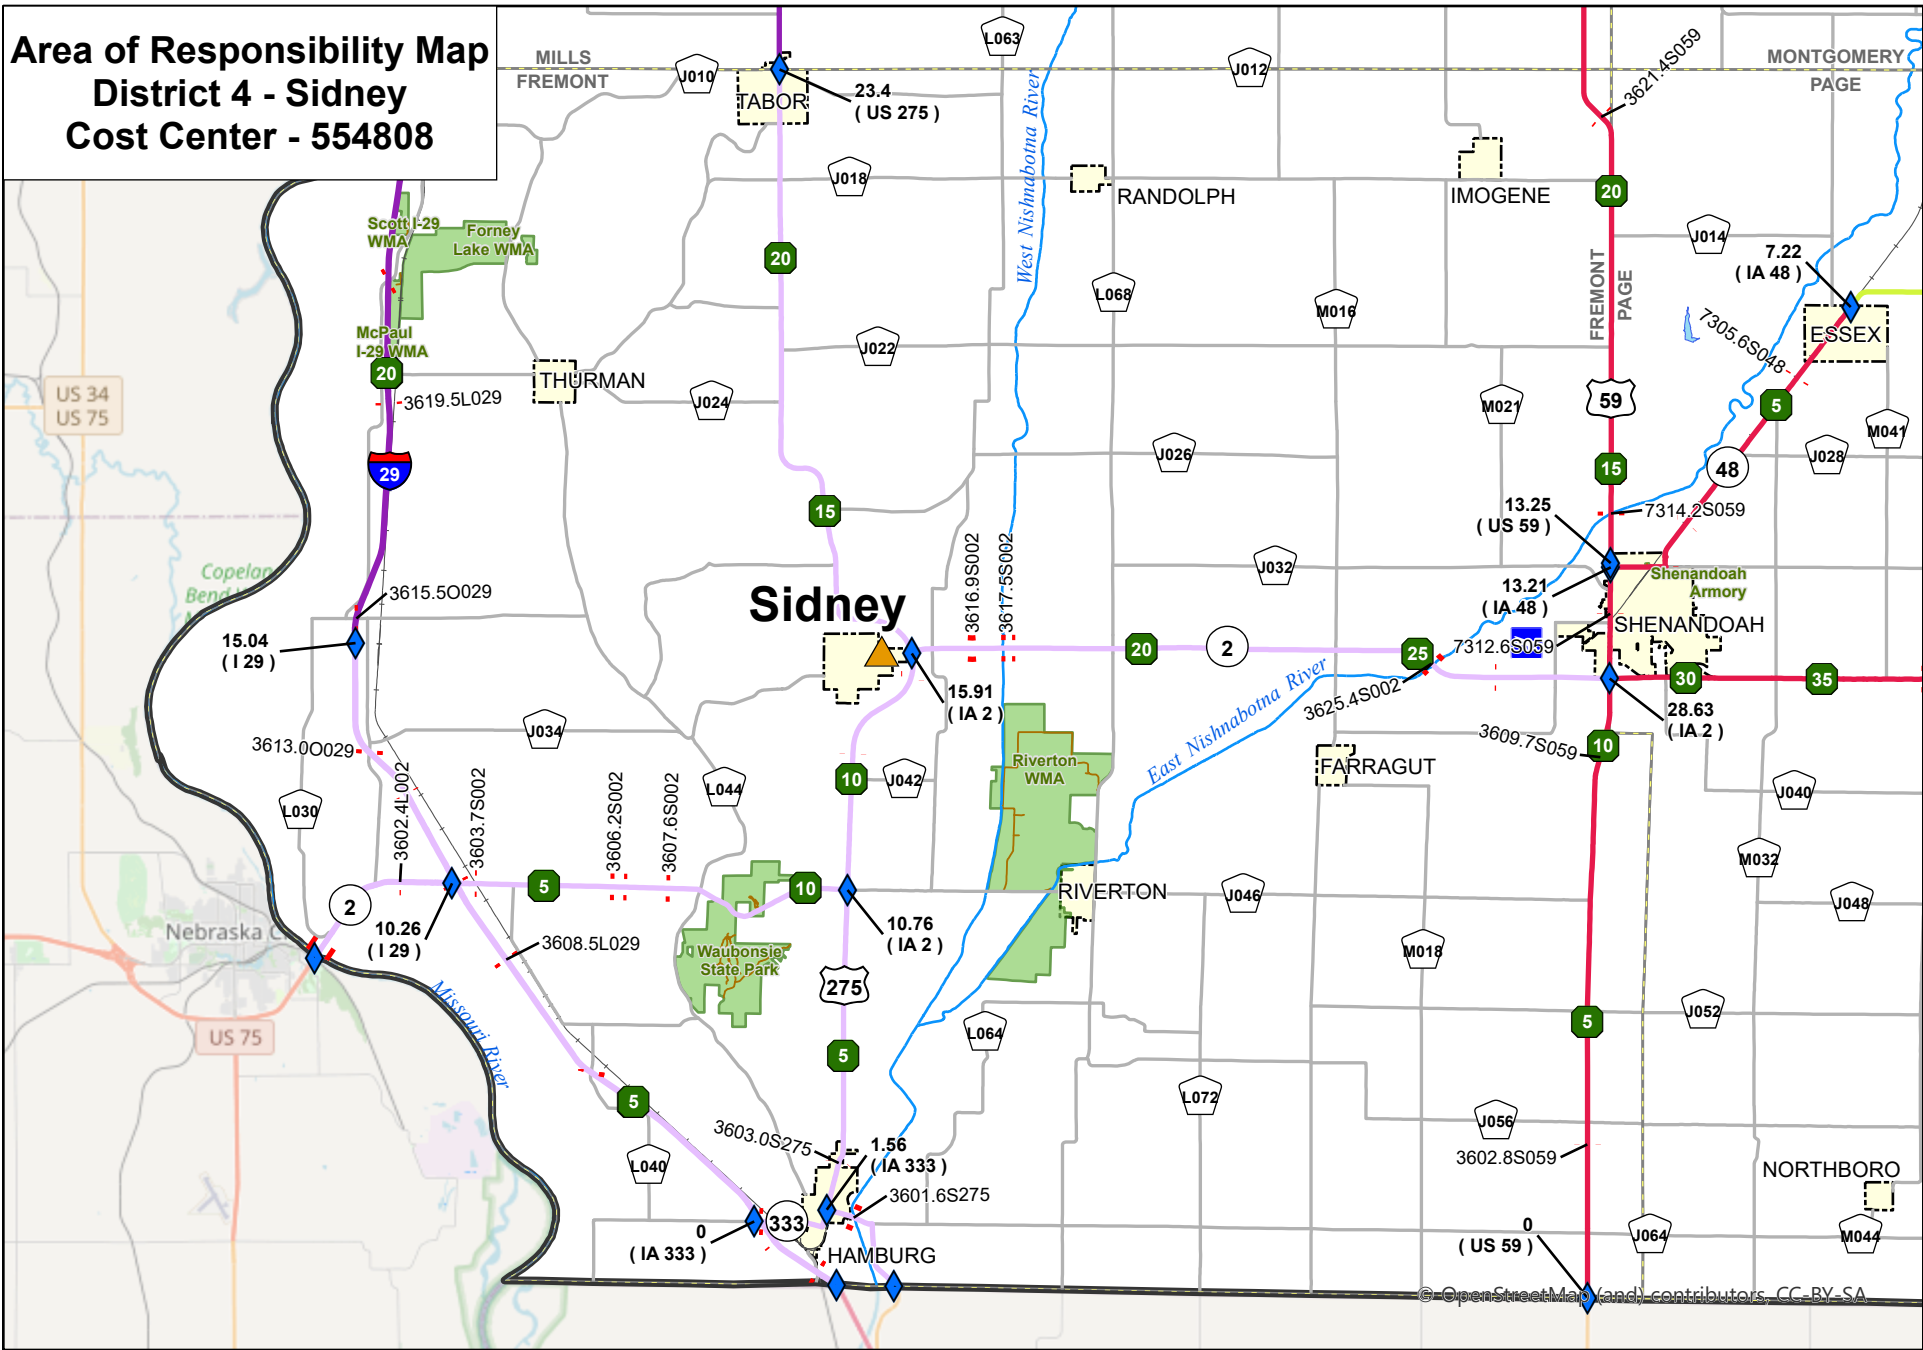 Area of Responsibility Map
District 4 - Sidney
Cost Center - 554808
MILLS
FREMONT
J010
TABOR
23.4
( US 275 )
L063
J012
3621.4S059
MONTGOMERY
PAGE
J018
RANDOLPH
IMOGENE
20
J014
7.22
( IA 48 )
Scott I-29
WMA
Forney
Lake WMA
20
West Nishnabotna River
L068
M016
FREMONT
PAGE
7305.6S048
ESSEX
McPaul
I-29 WMA
20
THURMAN
J022
J024
3619.5L029
US 34
US 75
M021
59
5
M041
J026
J028
29
15
15
48
13.25
( US 59 )
7314.2S059
3616.9S002
3617.5S002
J032
13.21
( IA 48 )
Shenandoah
Armory
3615.5O029
Sidney
SHENANDOAH
15.04
( I 29 )
20
2
25
7312.6S059
30
35
15.91
( IA 2 )
East Nishnabotna River
3625.4S002
28.63
( IA 2 )
J034
3613.0O029
3609.7S059
10
FARRAGUT
Riverton
WMA
10
J042
L044
L030
3602.4L002
3603.7S002
3606.2S002
3607.6S002
J040
M032
5
10
RIVERTON
J046
J048
2
Nebraska C
10.26
( I 29 )
3608.5L029
10.76
( IA 2 )
M018
Waubonsie
State Park
275
US 75
Missouri River
L064
J052
5
5
5
L072
J056
3603.0S275
1.56
( IA 333 )
3602.8S059
L040
3601.6S275
NORTHBORO
0
( IA 333 )
333
HAMBURG
0
( US 59 )
J064
M044
© OpenStreetMap (and) contributors, CC-BY-SA